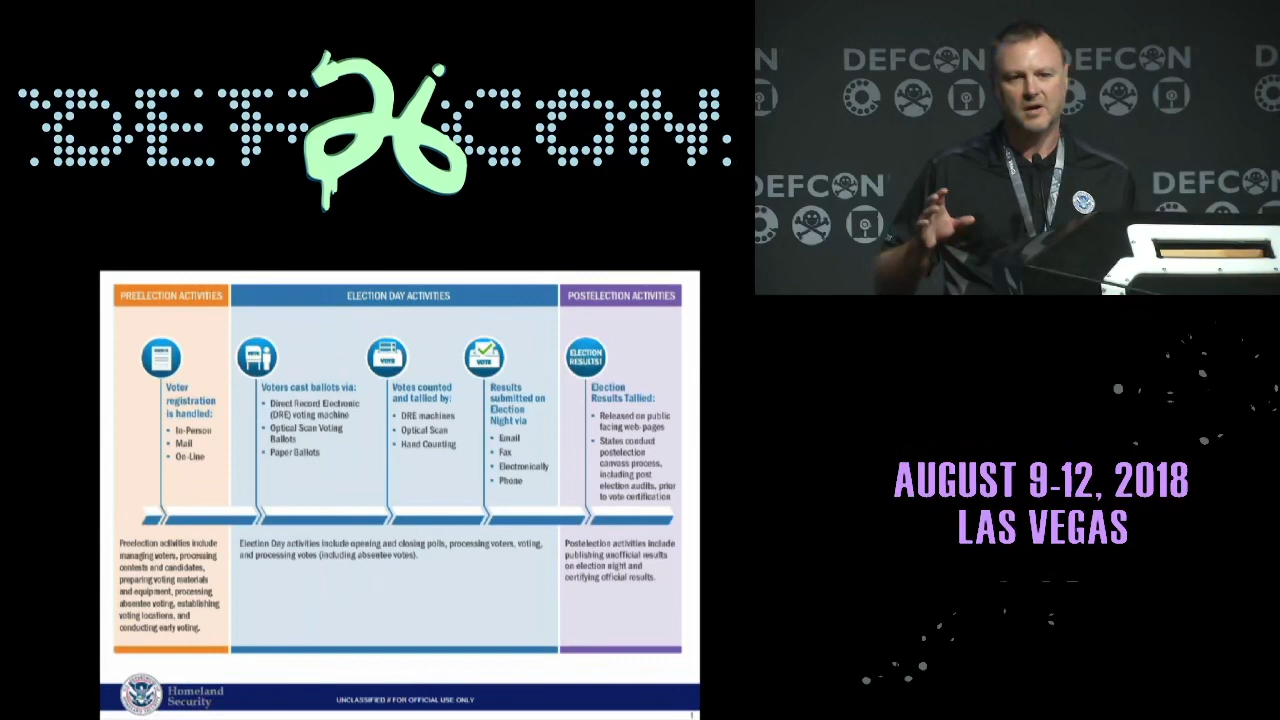 DEFCON
26
DEFCON
DEFCON
DEFCON
DEFCON
PREELECTION ACTIVITIES
ELECTION DAY ACTIVITIES
POSTELECTION ACTIVITIES
VOTE
VOTE
VOTE
ELECTION
RESULTS!
Voter
registration
is handled:
• In-Person
• Mail
• On-Line
Voters cast ballots via:
• Direct Record Electronic
(DRE) voting machine
• Optical Scan Voting
Ballots
• Paper Ballots
Votes counted
and tallied by:
• DRE machines
• Optical Scan
• Hand Counting
Results
submitted on
Election
Night via
• Email
• Fax
• Electronically
• Phone
Election
Results Tallied:
• Released on public
facing web-pages
• States conduct
postelection
canvass process,
including post
election audits, prior
to vote certification
Preelection activities include
managing voters, processing
contests and candidates,
preparing voting materials
and equipment, processing
absentee voting, establishing
voting locations, and
conducting early voting.
Election Day activities include opening and closing polls, processing voters, voting,
and processing votes (including absentee votes).
Postelection activities include
publishing unofficial results
on election night and
certifying official results.
Homeland
Security
UNCLASSIFIED // FOR OFFICIAL USE ONLY
AUGUST 9-12, 2018
LAS VEGAS